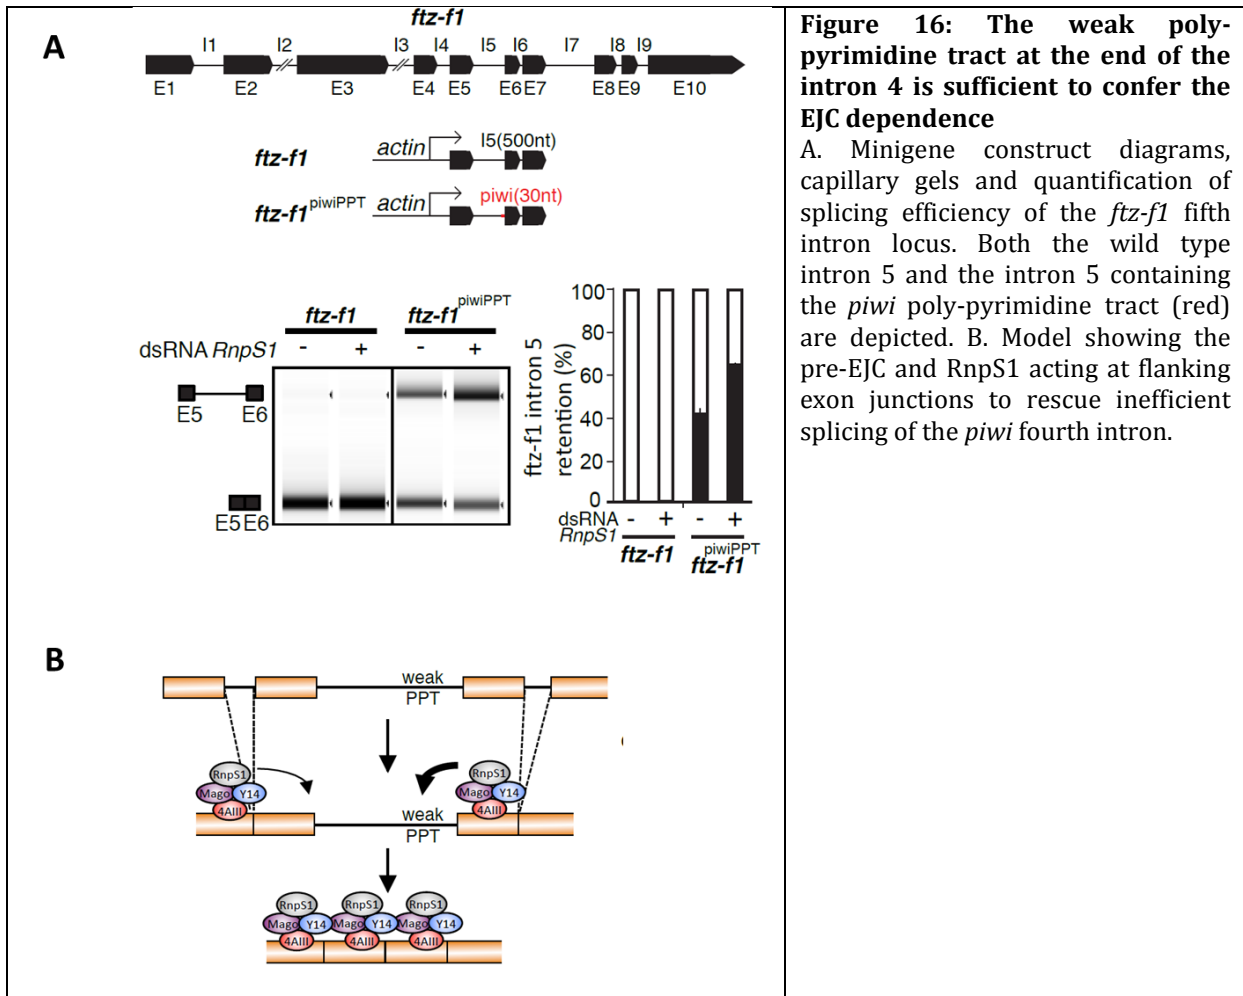 A
ftz-f1
I1 I2 I3 I4 I5 I6 I7 I8 I9
E1 E2 E3 E4 E5 E6 E7 E8 E9 E10
ftz-f1 actin I5(500nt)
ftz-f1piwiPPT actin piwi(30nt)
ftz-f1 ftz-f1piwiPPT
dsRNA RnpS1 - + - +
E5 E6
E5E6
ftz-f1 intron 5
retention (%)
100
80
60
40
20
0
dsRNA - + - +
RnpS1
ftz-f1 ftz-f1piwiPPT
B
weak
PPT
RnpS1 RnpS1
Mago Y14 Mago Y14
4AIII 4AIII
weak
PPT
RnpS1 RnpS1 RnpS1
Mago Y14 Mago Y14 Mago Y14
4AIII 4AIII 4AIII
Figure 16: The weak poly-
pyrimidine tract at the end of the
intron 4 is sufficient to confer the
EJC dependence
A. Minigene construct diagrams,
capillary gels and quantification of
splicing efficiency of the ftz-f1 fifth
intron locus. Both the wild type
intron 5 and the intron 5 containing
the piwi poly-pyrimidine tract (red)
are depicted. B. Model showing the
pre-EJC and RnpS1 acting at flanking
exon junctions to rescue inefficient
splicing of the piwi fourth intron.